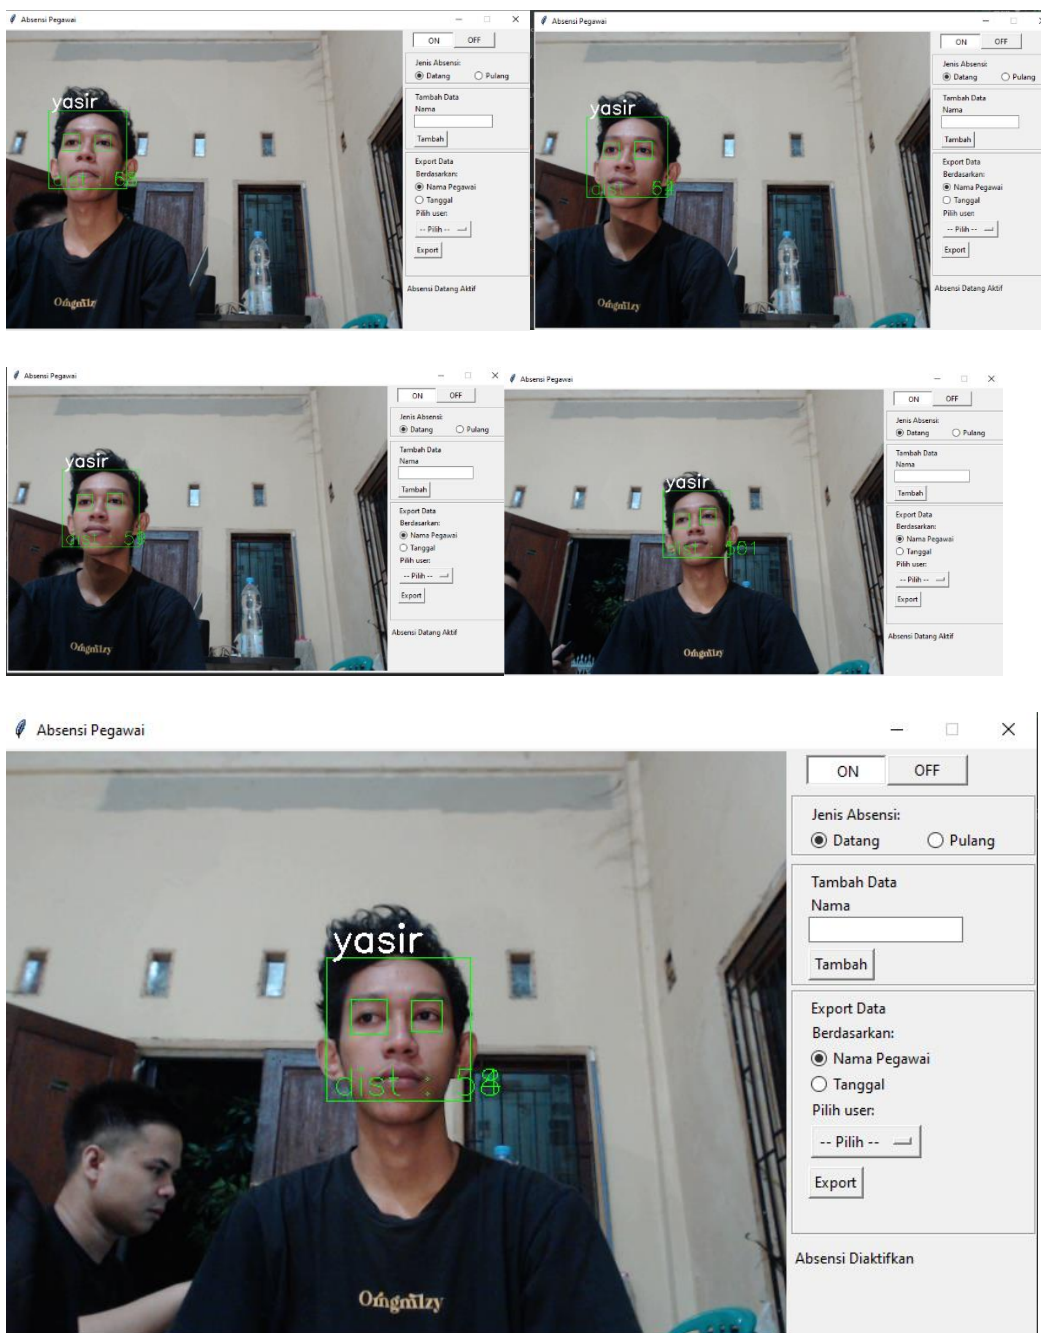 Absensi Pegawai
ON OFF
Jenis Absensi:
Datang Pulang
Tambah Data
Nama
Tambah
Export Data
Berdasarkan:
Nama Pegawai
Tanggal
Pilih user:
-- Pilih --
Export
Absensi Datang Aktif
yasir
dist :
Absensi Pegawai
ON OFF
Jenis Absensi:
Datang Pulang
Tambah Data
Nama
Tambah
Export Data
Berdasarkan:
Nama Pegawai
Tanggal
Pilih user:
-- Pilih --
Export
Absensi Datang Aktif
yasir
dist :
Absensi Pegawai
ON OFF
Jenis Absensi:
Datang Pulang
Tambah Data
Nama
Tambah
Export Data
Berdasarkan:
Nama Pegawai
Tanggal
Pilih user:
-- Pilih --
Export
Absensi Datang Aktif
yasir
dist :
Absensi Pegawai
ON OFF
Jenis Absensi:
Datang Pulang
Tambah Data
Nama
Tambah
Export Data
Berdasarkan:
Nama Pegawai
Tanggal
Pilih user:
-- Pilih --
Export
Absensi Datang Aktif
yasir
dist :
Absensi Pegawai
ON OFF
Jenis Absensi:
Datang Pulang
Tambah Data
Nama
Tambah
Export Data
Berdasarkan:
Nama Pegawai
Tanggal
Pilih user:
-- Pilih --
Export
Absensi Diaktifkan
yasir
dist :